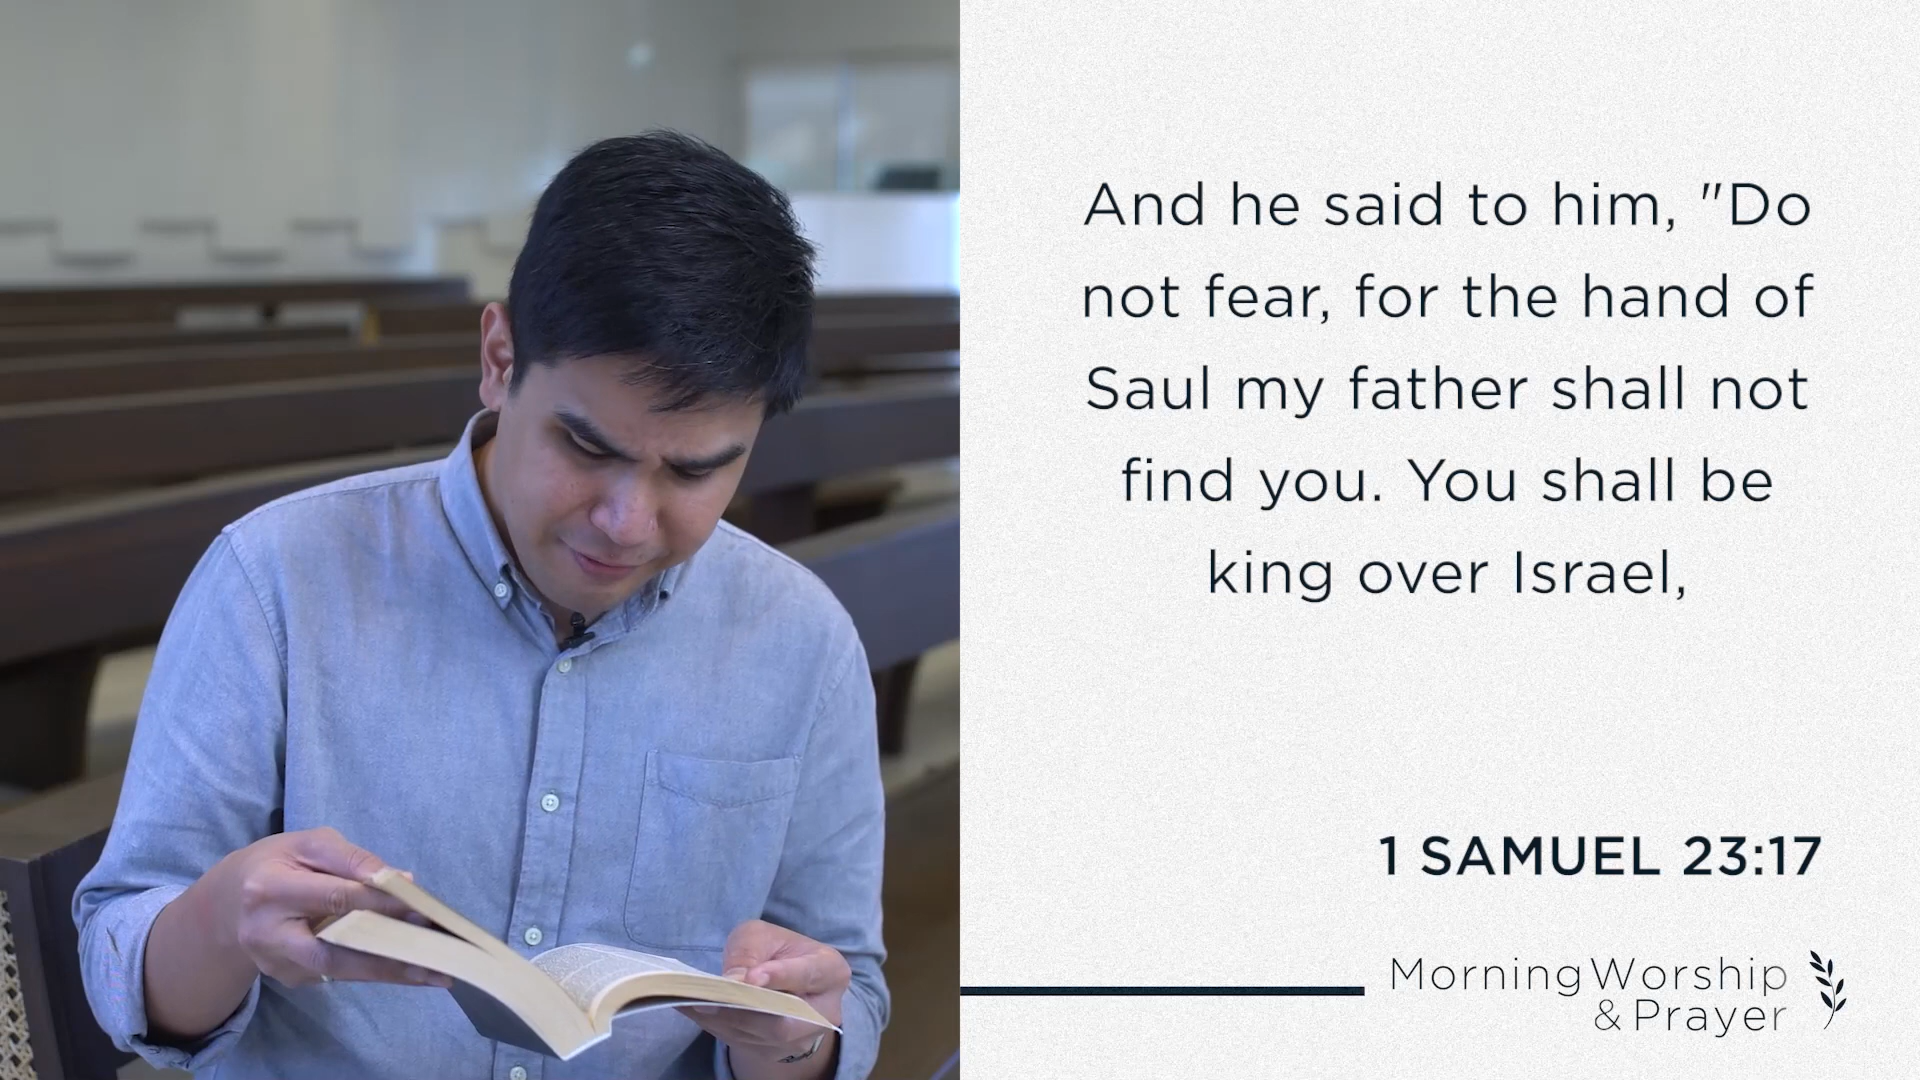 And he said to him, "Do
not fear, for the hand of
Saul my father shall not
find you. You shall be
king over Israel,
1 SAMUEL 23:17
Morning Worship
& Prayer